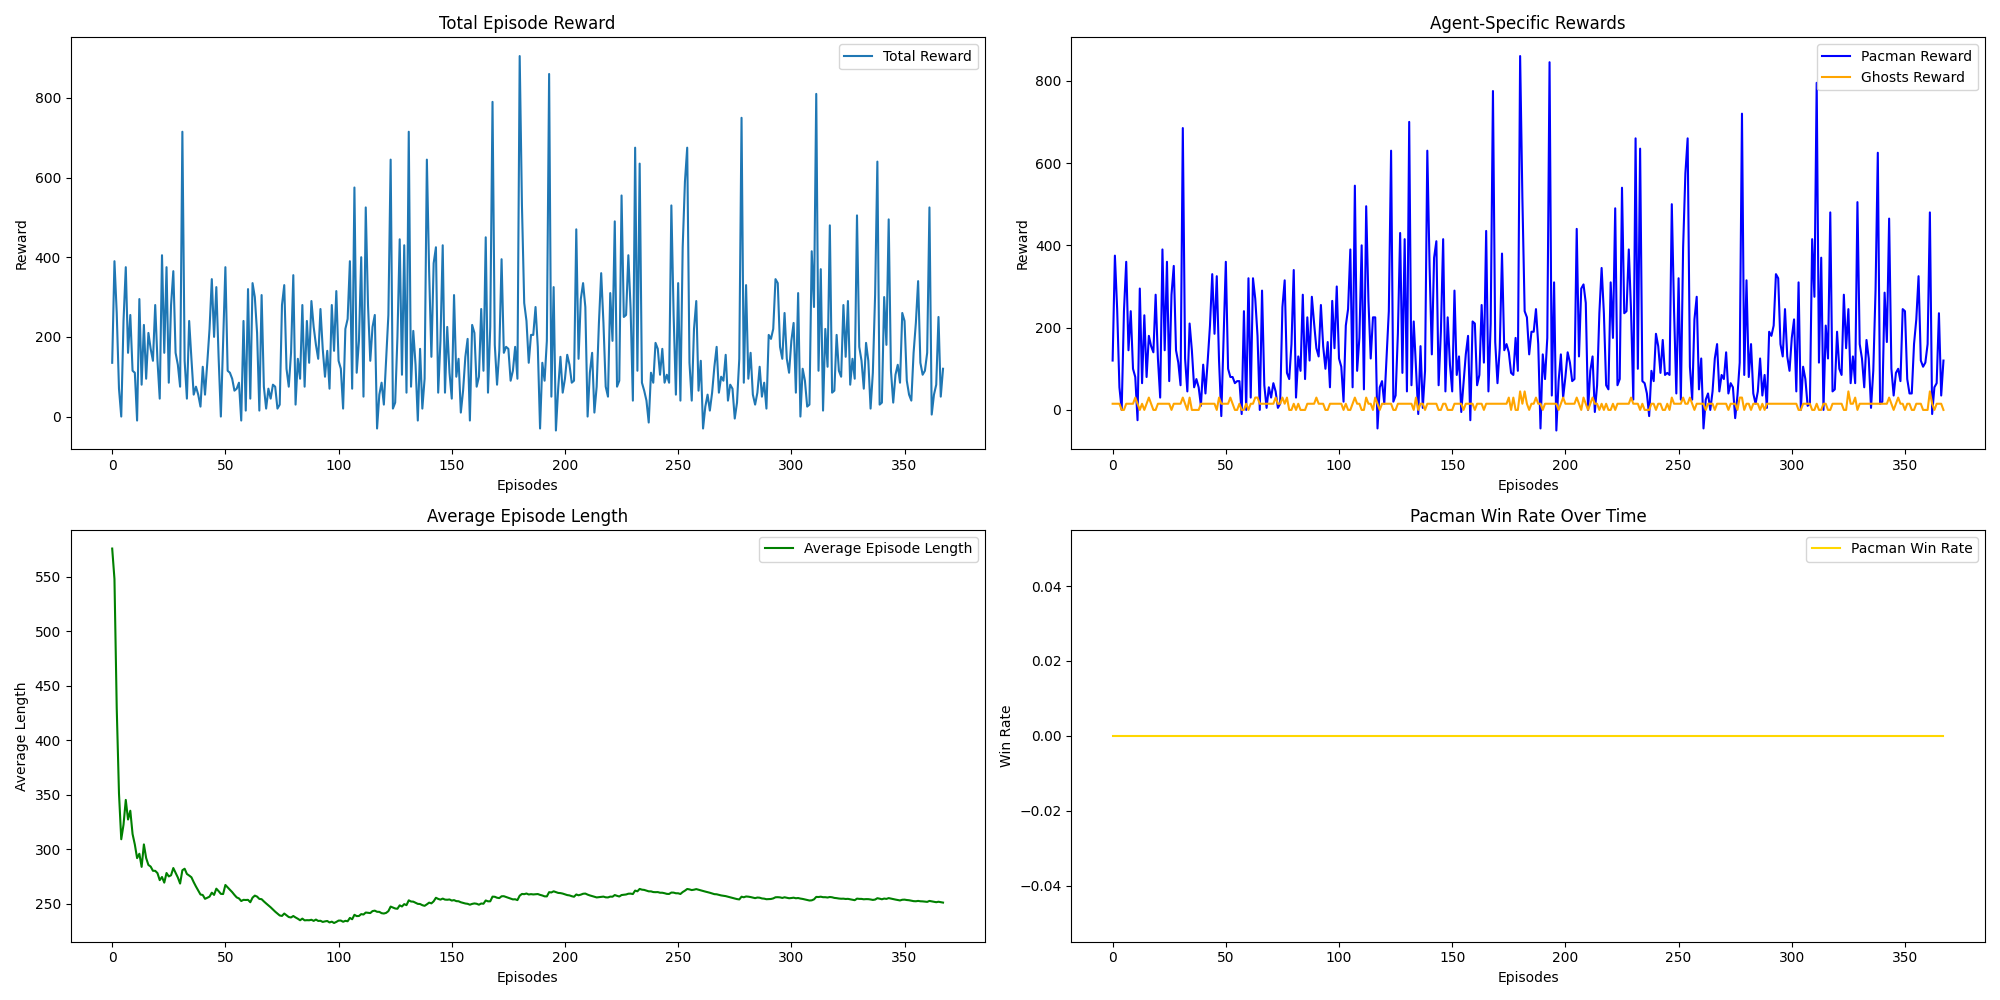 Total Episode Reward
Total Reward
800
600
400
200
0
Reward
0 50 100 150 200 250 300 350
Episodes
Agent-Specific Rewards
Pacman Reward
Ghosts Reward
800
600
400
200
0
Reward
0 50 100 150 200 250 300 350
Episodes
Average Episode Length
Average Episode Length
550
500
450
400
350
300
250
Average Length
0 50 100 150 200 250 300 350
Episodes
Pacman Win Rate Over Time
Pacman Win Rate
0.04
0.02
0.00
−0.02
−0.04
Win Rate
0 50 100 150 200 250 300 350
Episodes